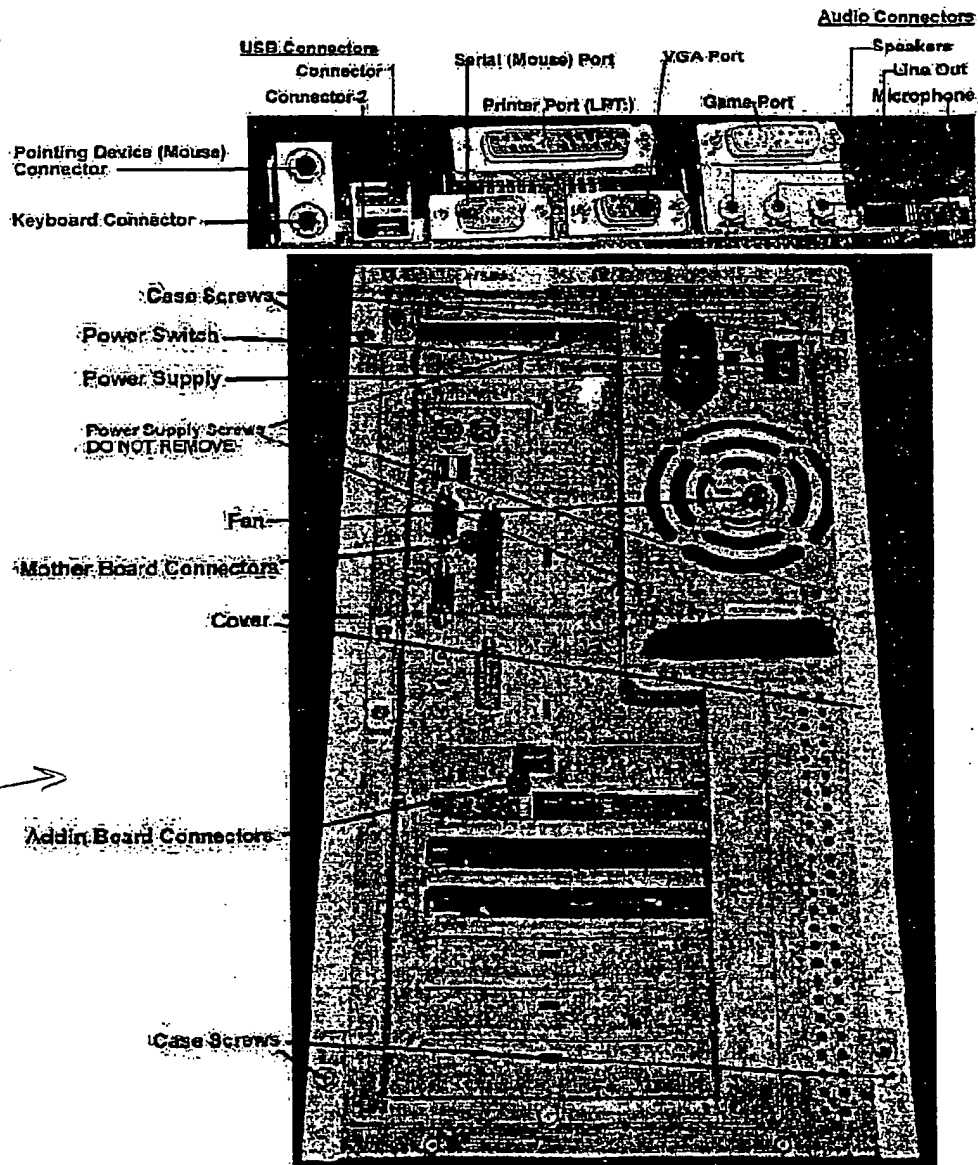 Audio Connectors
USB Connectors
Connector 1
Connector 2
Serial (Mouse) Port
VGA Port
Speakers
Line Out
Microphone
Printer Port (LPT:)
Game Port
Pointing Device (Mouse)
Connector
Keyboard Connector
Case Screws
Power Switch
Power Supply
Power Supply Screws
DO NOT REMOVE
Fan
Mother Board Connectors
Cover
Addin Board Connectors
Case Screws